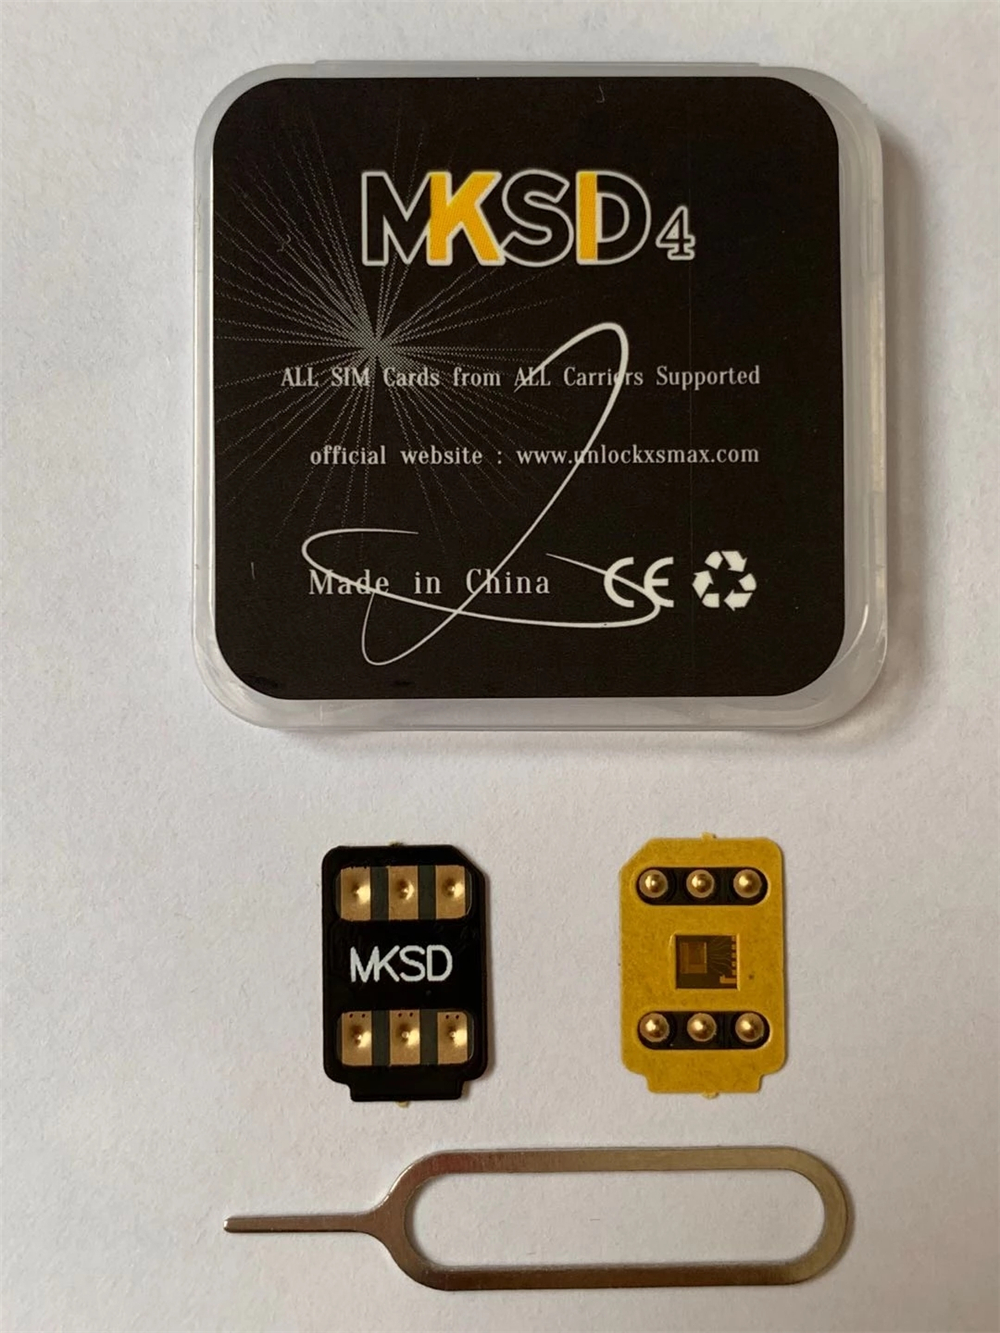 MKSD4
ALL SIM Cards from ALL Carriers Supported
official website : www.unlockxsmax.com
Made in China CE
MKSD